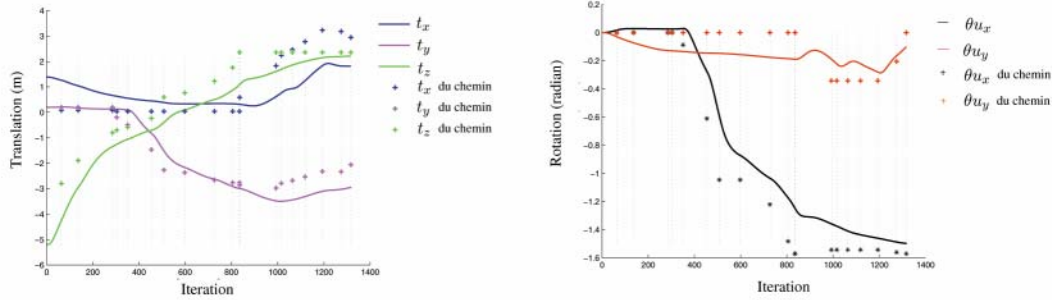 4
3
2
1
0
−1
−2
−3
−4
−5
−6
Translation (m)
0 200 400 600 800 1000 1200 1400
Iteration
t_x
t_y
t_z
t_x du chemin
t_y du chemin
t_z du chemin
0.2
0
−0.2
−0.4
−0.6
−0.8
−1
−1.2
−1.4
−1.6
Rotation (radian)
0 200 400 600 800 1000 1200 1400
Iteration
θu_x
θu_y
θu_x du chemin
θu_y du chemin